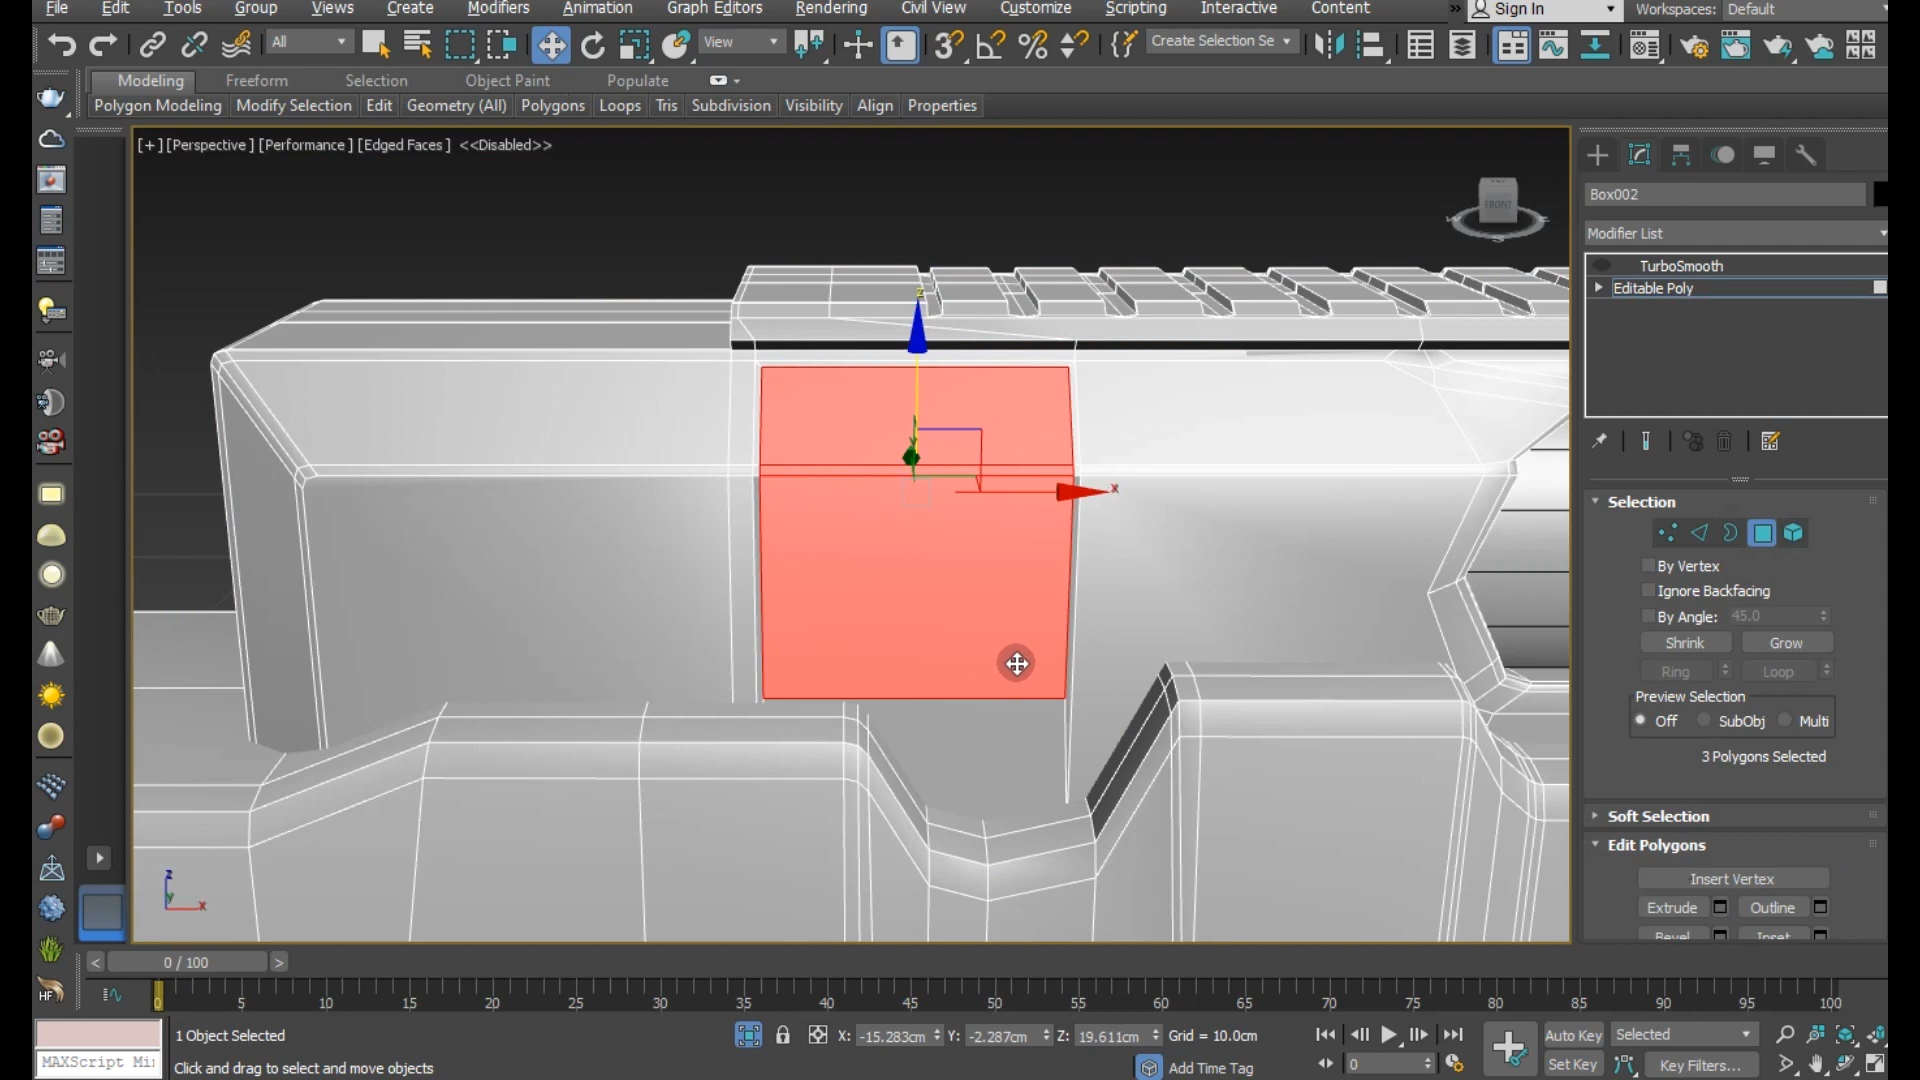 File Edit Tools Group Views Create Modifiers Animation Graph Editors Rendering Civil View Customize Scripting Interactive Content » Sign In Workspaces: Default
All View Create Selection Se
Modeling Freeform Selection Object Paint Populate
Polygon Modeling Modify Selection Edit Geometry (All) Polygons Loops Tris Subdivision Visibility Align Properties
[+] [Perspective] [Performance] [Edged Faces] <<Disabled>>
FRONT
S
Box002
Modifier List
TurboSmooth
Editable Poly
z
y
x
Selection
By Vertex
Ignore Backfacing
By Angle: 45.0
Shrink Grow
Ring Loop
Preview Selection
Off SubObj Multi
3 Polygons Selected
Soft Selection
Edit Polygons
Insert Vertex
Extrude Outline
Bevel Inset
z
y
x
HF
< 0 / 100 >
0 5 10 15 20 25 30 35 40 45 50 55 60 65 70 75 80 85 90 95 100
1 Object Selected X: -15.283cm Y: -2.287cm Z: 19.611cm Grid = 10.0cm Auto Key Selected
MAXScript Mi Click and drag to select and move objects Add Time Tag 0 Set Key Key Filters...